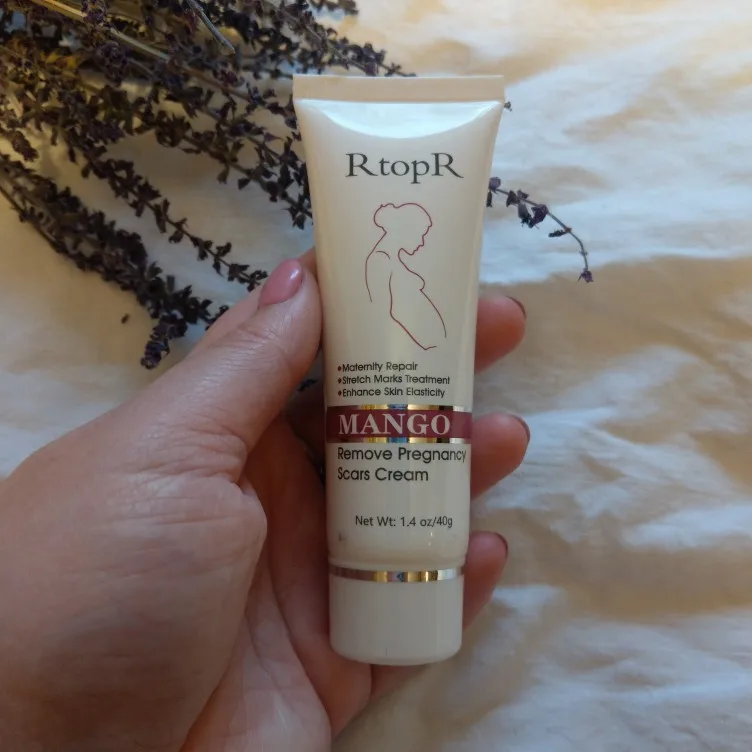 RtopR
•Maternity Repair
•Stretch Marks Treatment
•Enhance Skin Elasticity
MANGO
Remove Pregnancy
Scars Cream
Net Wt: 1.4 oz/40g